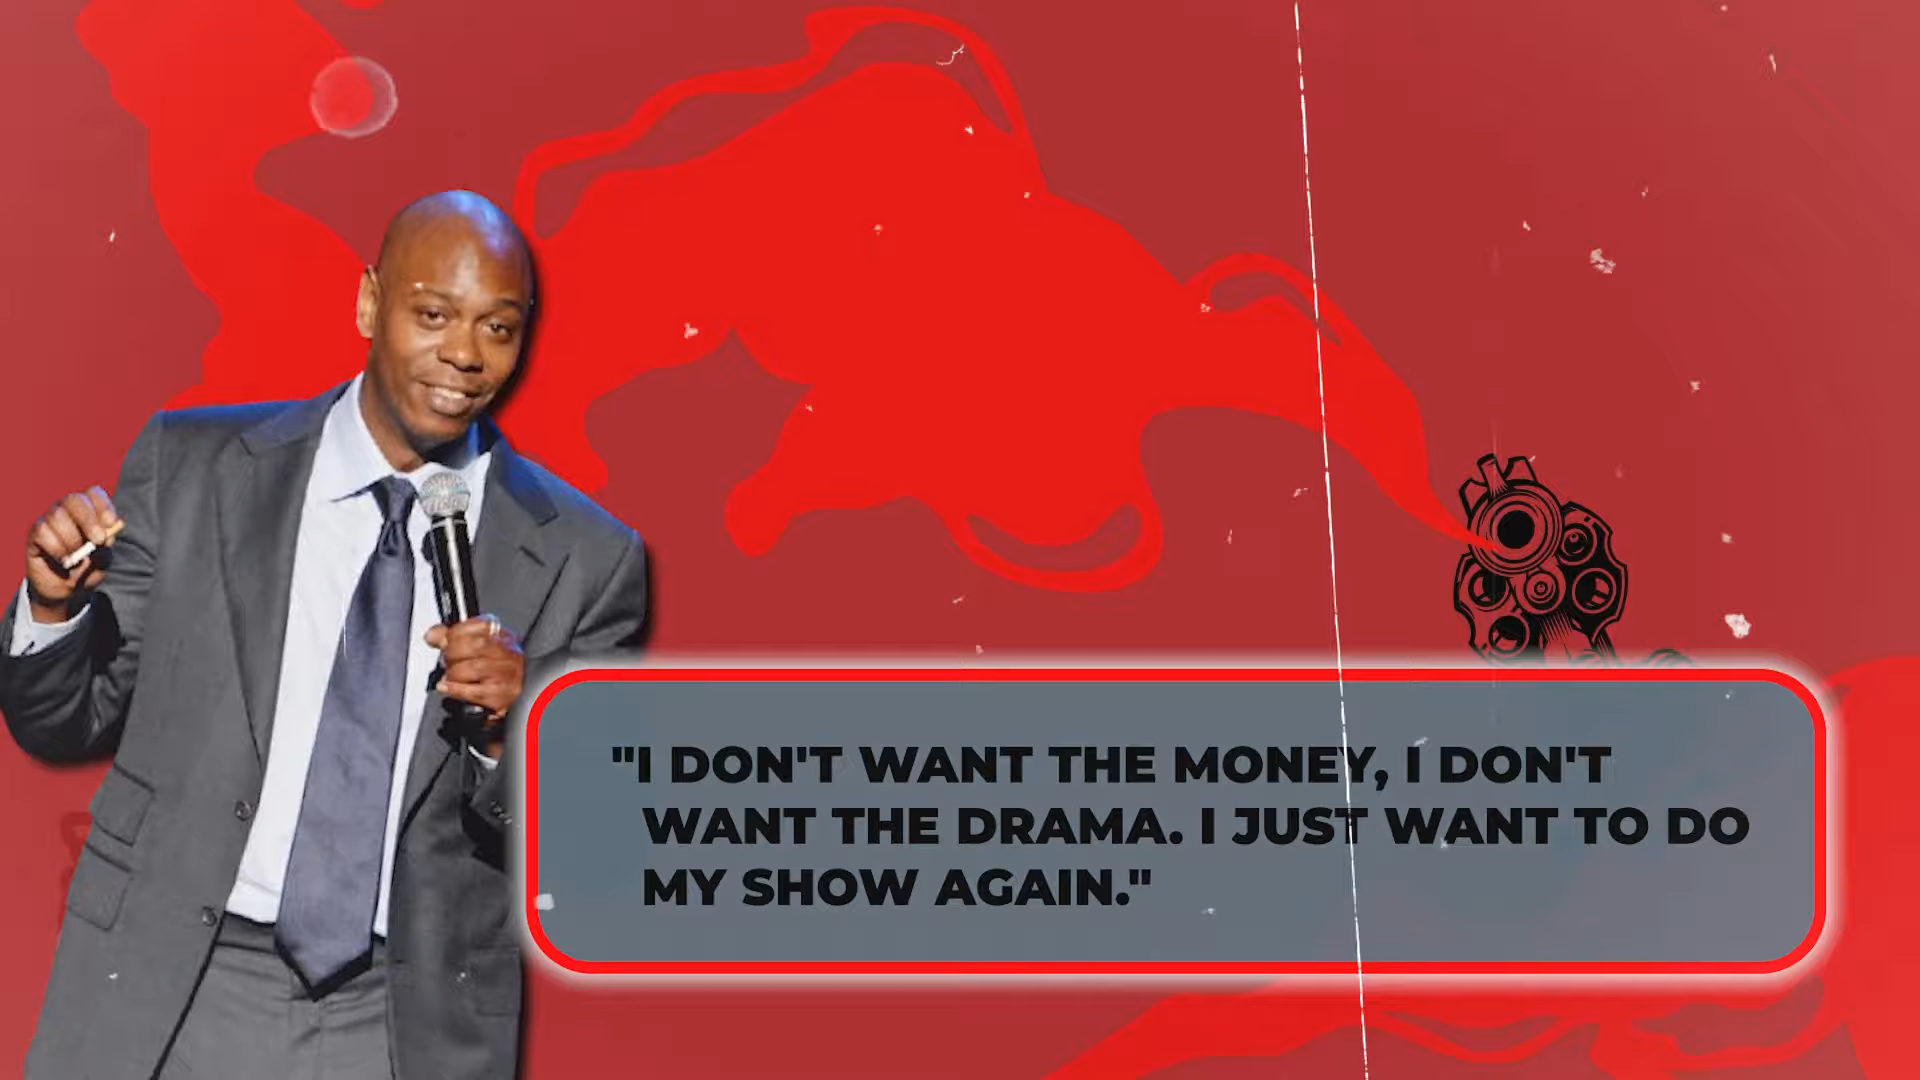 "I DON'T WANT THE MONEY, I DON'T
WANT THE DRAMA. I JUST WANT TO DO
MY SHOW AGAIN."